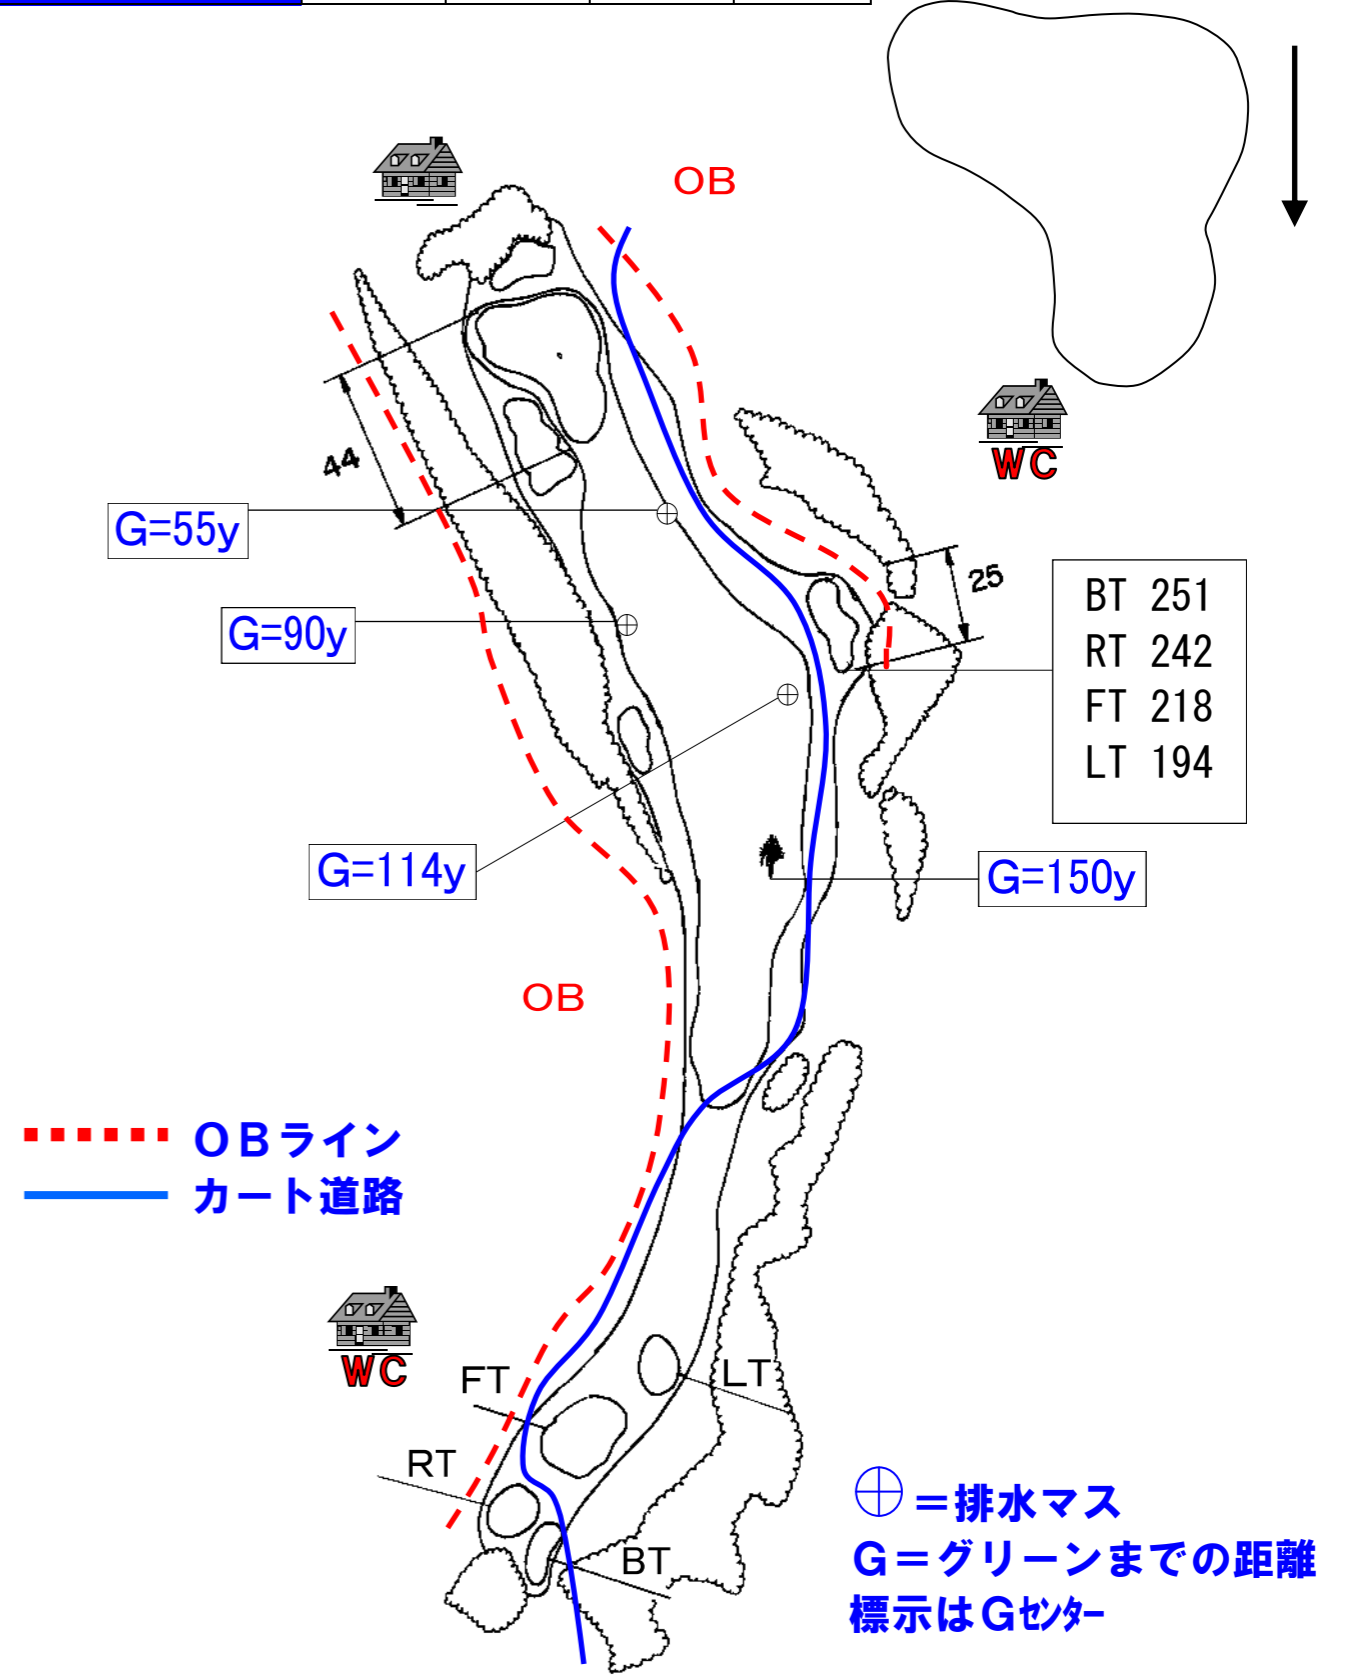 OB
44
WC
G=55y
25
BT 251
RT 242
FT 218
LT 194
G=90y
G=114y
G=150y
OB
OBライン
カート道路
WC
FT
LT
RT
BT
⊕＝排水マス
G＝グリーンまでの距離
標示はGセンター